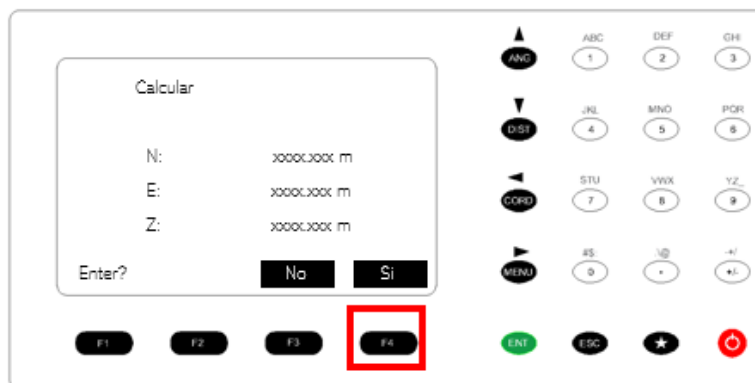 Calcular
N: xxxx.xxx m
E: xxxx.xxx m
Z: xxxx.xxx m
Enter? No Si
F1 F2 F3 F4
ABC DEF GHI
ANG 1 2 3
JKL MNO PQR
DIST 4 5 6
STU VWX YZ_
CORD 7 8 9
#$ .\@ -+/
MENU 0 . +/-
ENT ESC